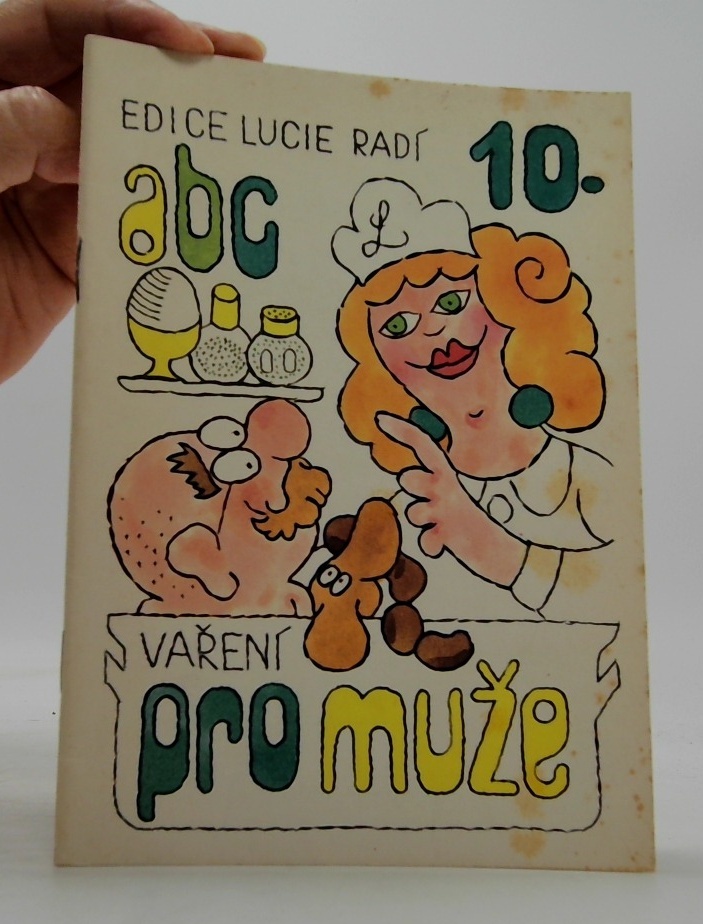 EDICE LUCIE RADÍ
10.-
abc
L
VAŘENÍ
pro muže